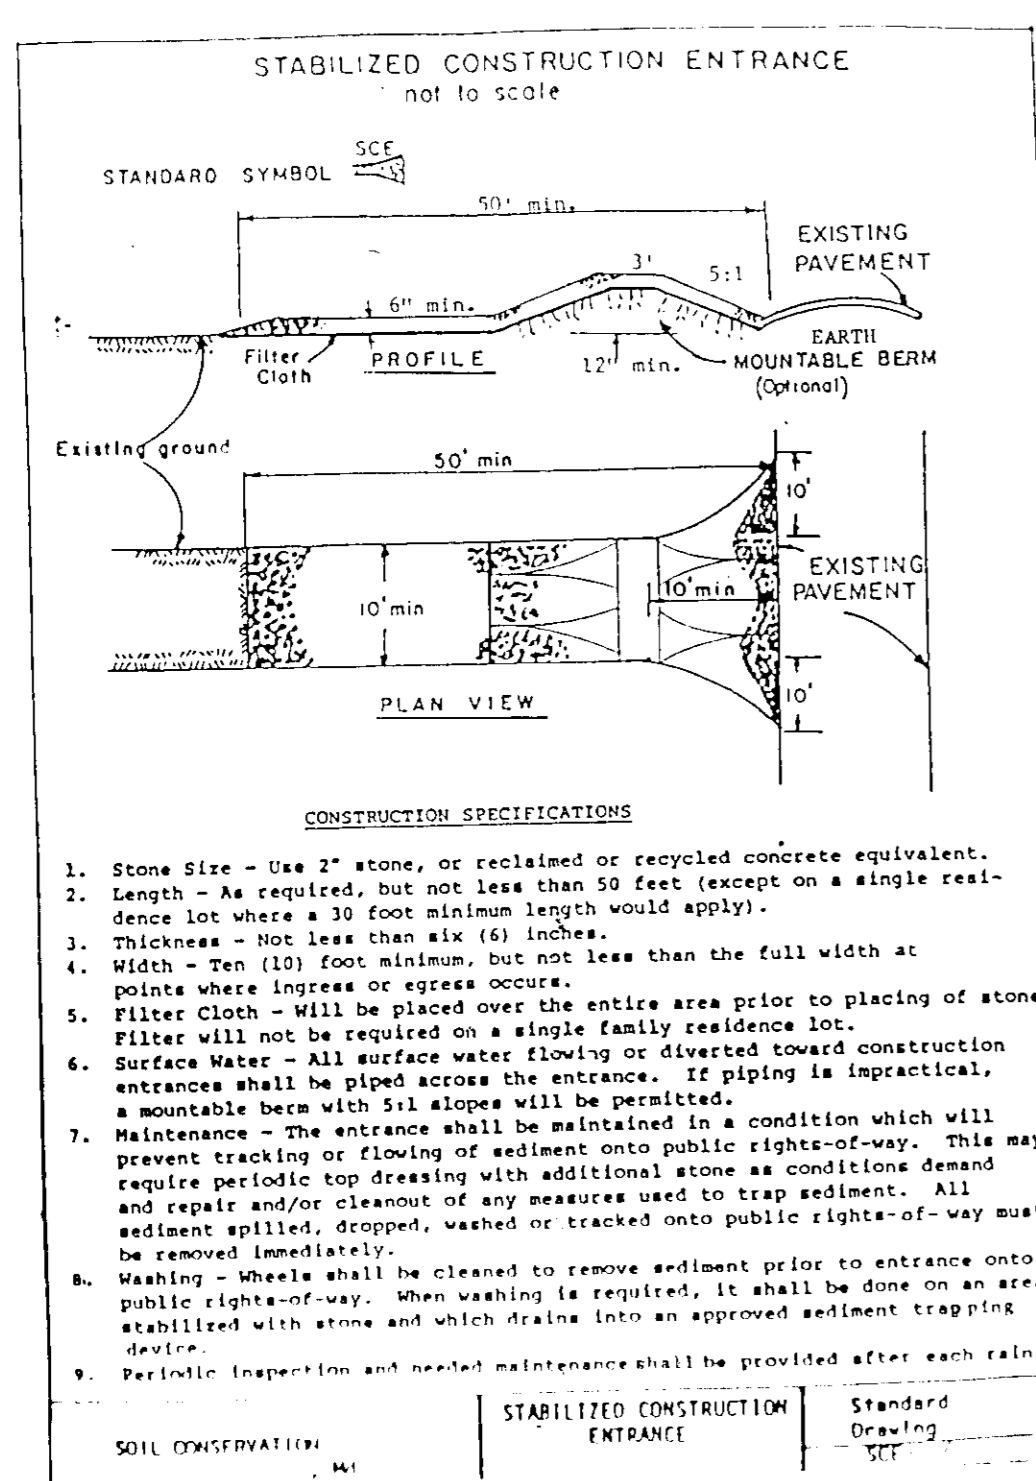 STABILIZED CONSTRUCTION ENTRANCE
not to scale
SCE
STANDARD SYMBOL
50' min.
EXISTING
PAVEMENT
3'
5:1
6" min.
EARTH
Filter
Cloth
PROFILE
12" min.
MOUNTABLE BERM
(Optional)
Existing ground
50' min
10'
10' min
10' min
EXISTING
PAVEMENT
10'
PLAN VIEW
CONSTRUCTION SPECIFICATIONS
1. Stone Size - Use 2" stone, or reclaimed or recycled concrete equivalent.
2. Length - As required, but not less than 50 feet (except on a single resi-
dence lot where a 30 foot minimum length would apply).
3. Thickness - Not less than six (6) inches.
4. Width - Ten (10) foot minimum, but not less than the full width at
points where ingress or egress occurs.
5. Filter Cloth - Will be placed over the entire area prior to placing of stone
Filter will not be required on a single family residence lot.
6. Surface Water - All surface water flowing or diverted toward construction
entrances shall be piped across the entrance. If piping is impractical,
a mountable berm with 5:1 slopes will be permitted.
7. Maintenance - The entrance shall be maintained in a condition which will
prevent tracking or flowing of sediment onto public rights-of-way. This may
require periodic top dressing with additional stone as conditions demand
and repair and/or cleanout of any measures used to trap sediment. All
sediment spilled, dropped, washed or tracked onto public rights-of-way mus
be removed immediately.
8. Washing - Wheels shall be cleaned to remove sediment prior to entrance onto
public rights-of-way. When washing is required, it shall be done on an area
stabilized with stone and which drains into an approved sediment trapping
device.
9. Periodic inspection and needed maintenance shall be provided after each rain
STABILIZED CONSTRUCTION
ENTRANCE
Standard
Drawing
SCE
SOIL CONSERVATION